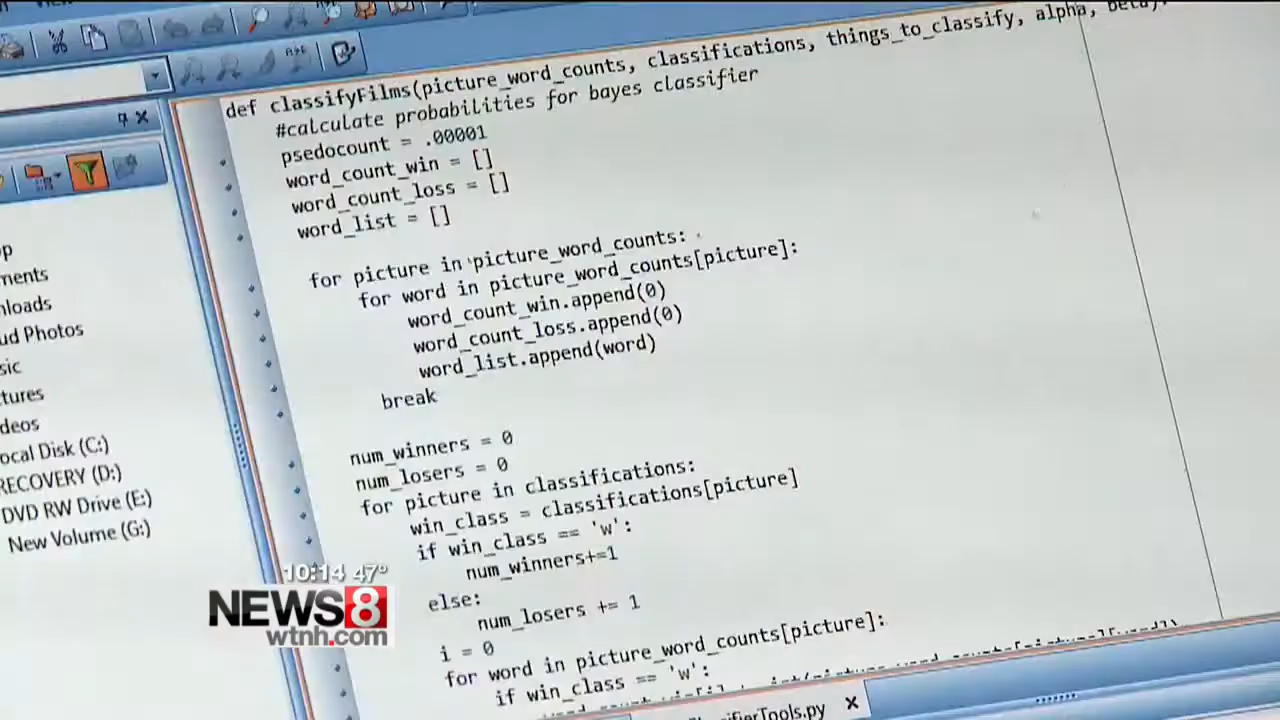 def classifyFilms(picture_word_counts, classifications, things_to_classify, alpha, beta):
#calculate probabilities for bayes classifier
psedocount = .00001
word_count_win = []
word_count_loss = []
word_list = []
for picture in picture_word_counts:
for word in picture_word_counts[picture]:
word_count_win.append(0)
word_count_loss.append(0)
word_list.append(word)
break
num_winners = 0
num_losers = 0
for picture in classifications:
win_class = classifications[picture]
if win_class == 'w':
num_winners+=1
else:
num_losers += 1
i = 0
for word in picture_word_counts[picture]:
if win_class == 'w':
ifierTools.py
op
ments
nloads
ud Photos
sic
tures
deos
ocal Disk (C:)
RECOVERY (D:)
DVD RW Drive (E:)
New Volume (G:)
10:14 47°
NEWS 8
wtnh.com